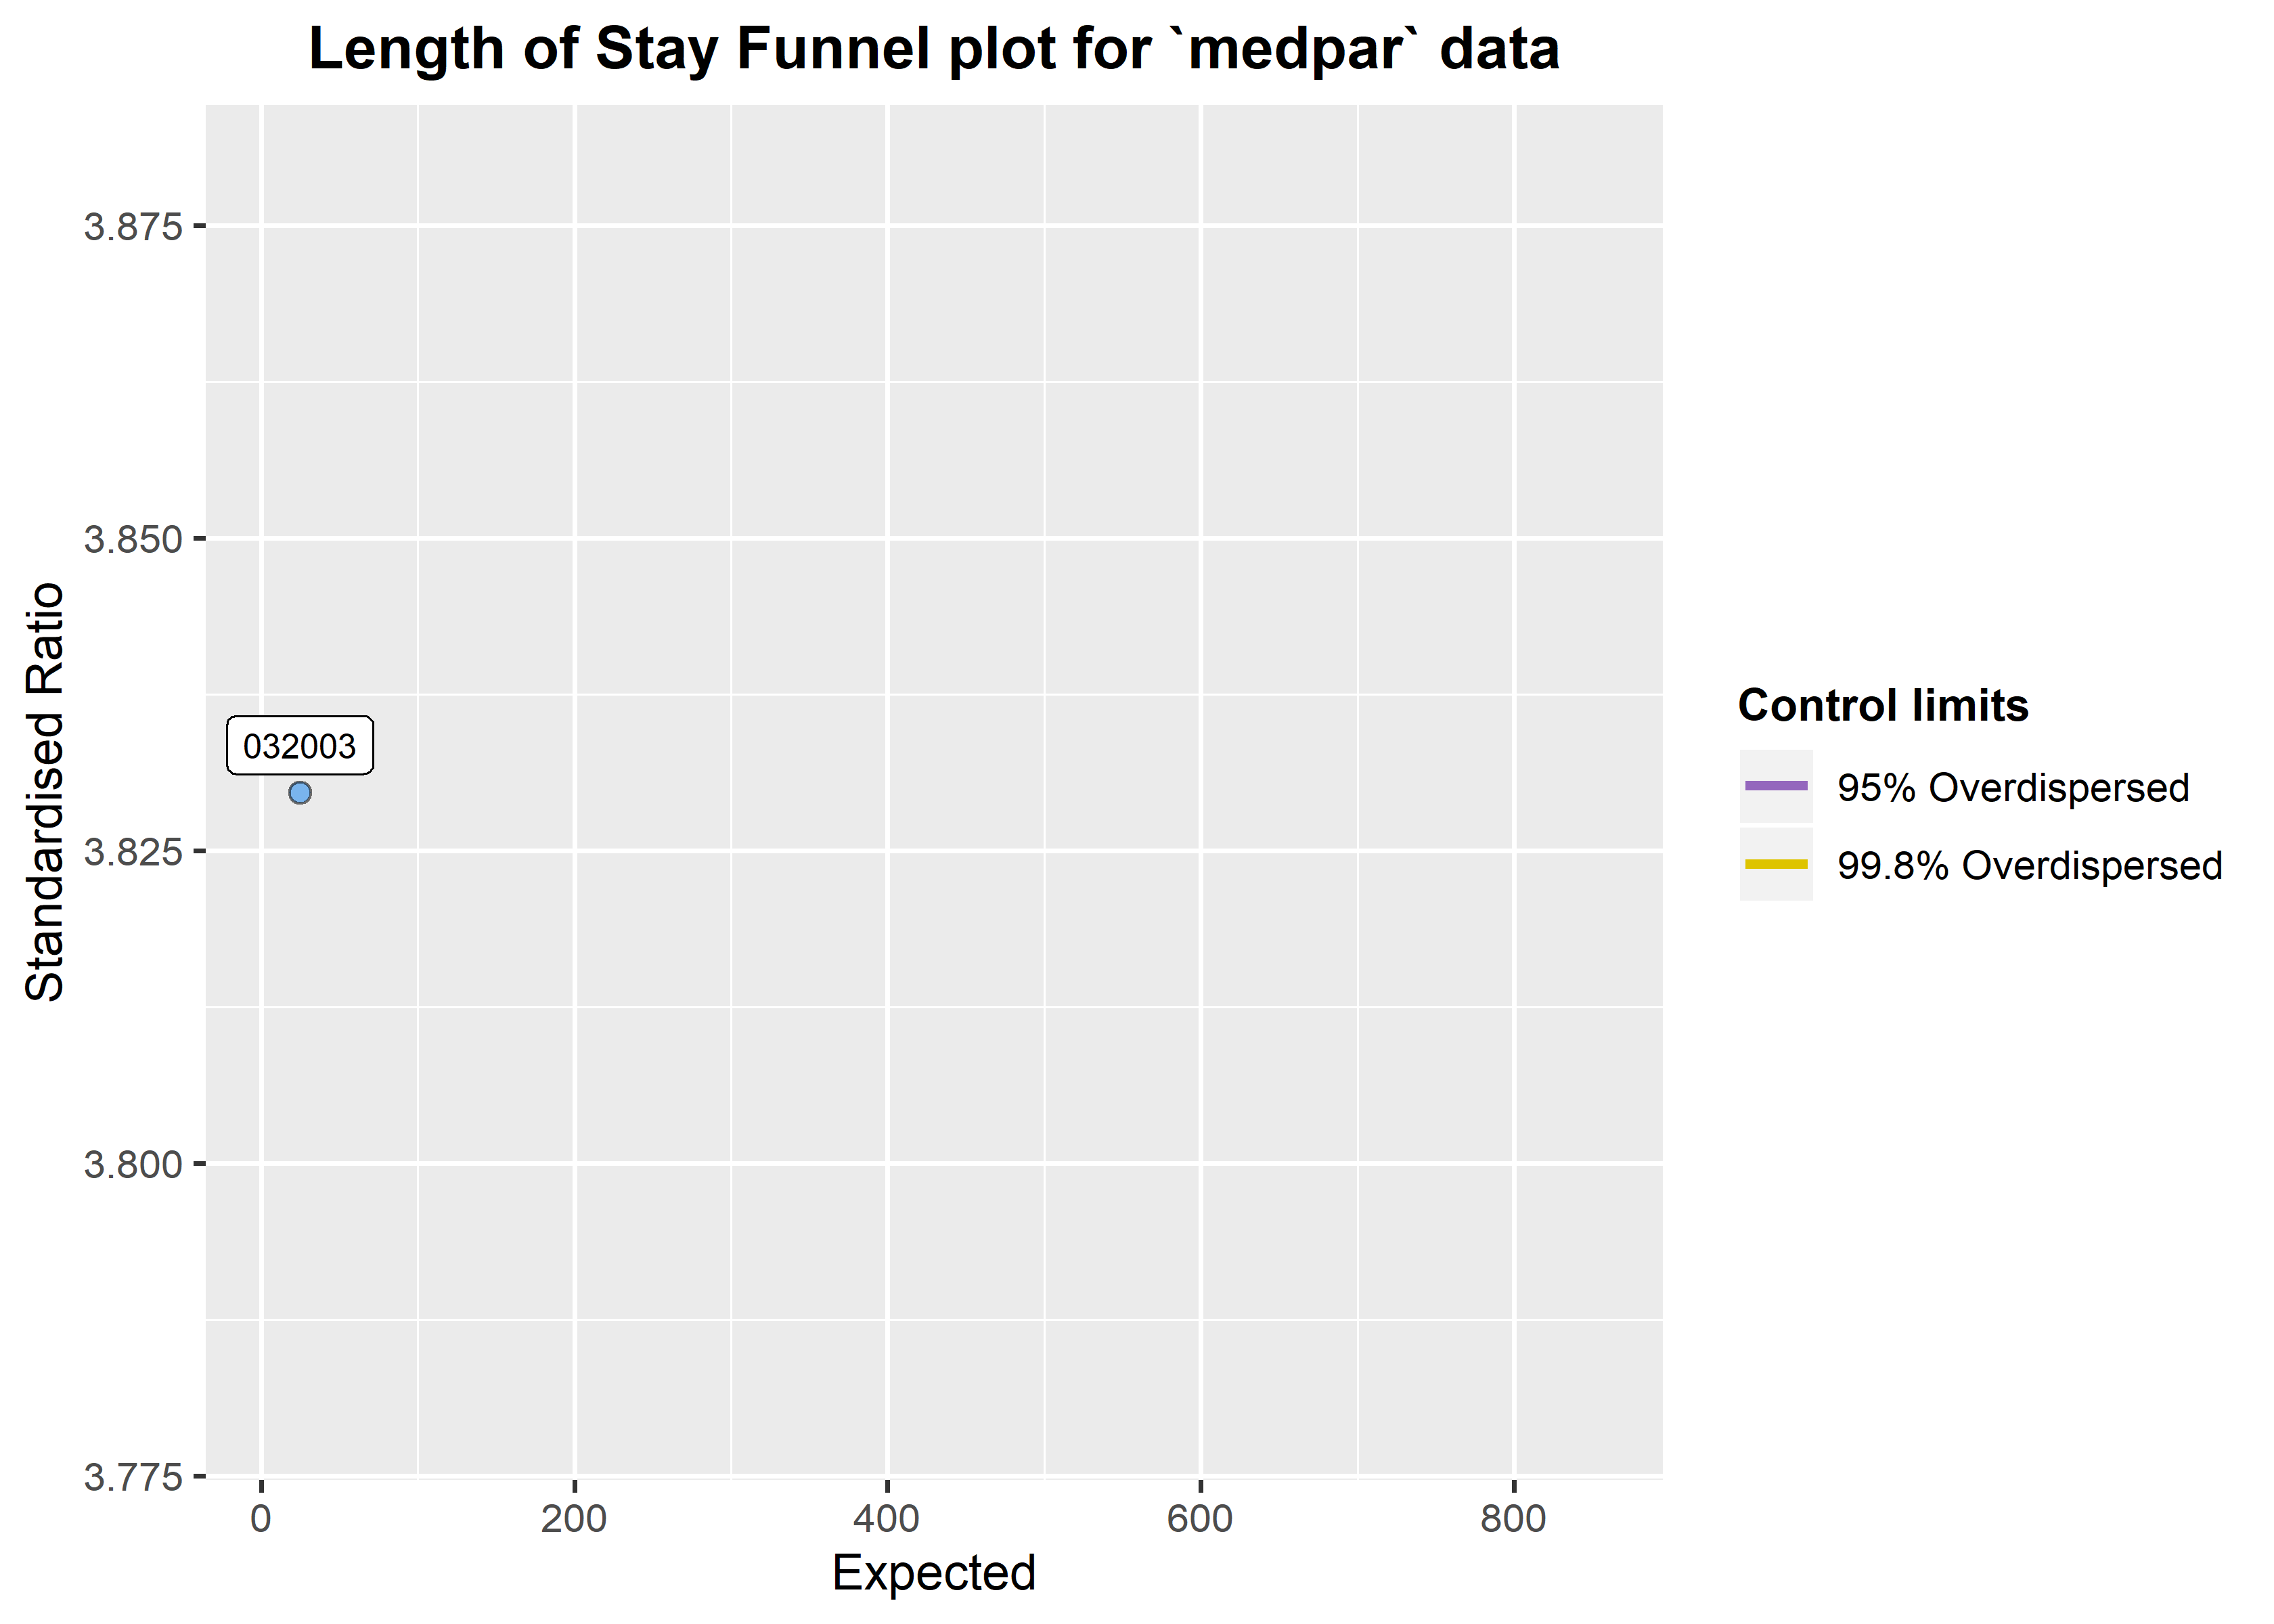 Length of Stay Funnel plot for `medpar` data
3.875
3.850
3.825
3.800
3.775
Standardised Ratio
032003
0 200 400 600 800
Expected
Control limits
95% Overdispersed
99.8% Overdispersed